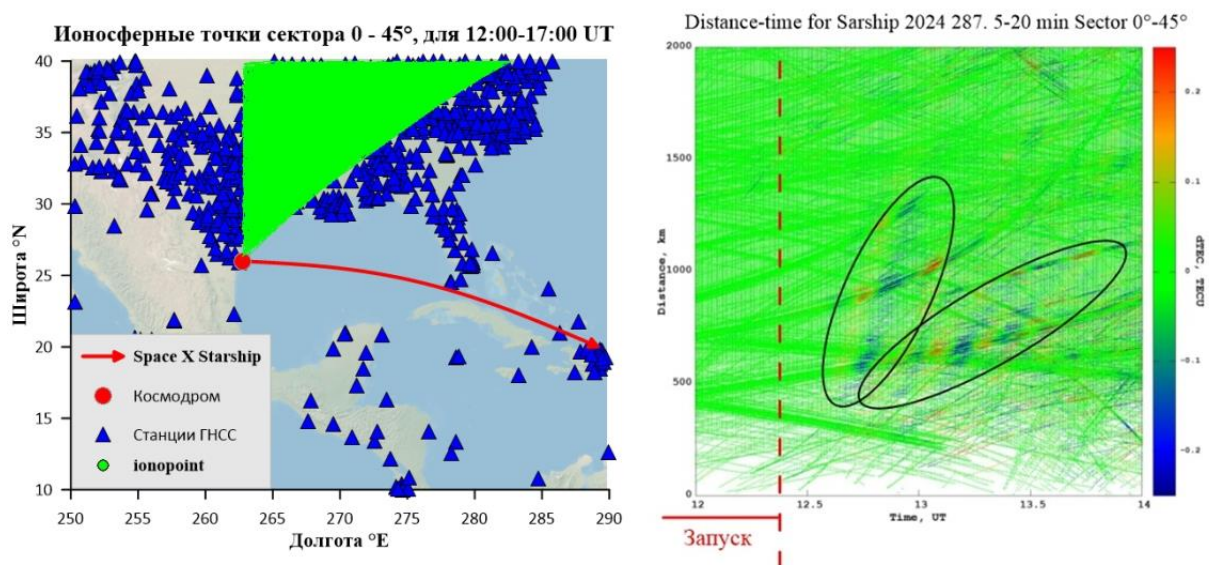 Ионосферные точки сектора 0 - 45°, для 12:00-17:00 UT
40
35
30
25
20
15
10
Широта °N
250 255 260 265 270 275 280 285 290
Долгота °E
Space X Starship
Космодром
Станции ГНСС
ionopoint
Distance-time for Sarship 2024 287. 5-20 min Sector 0°-45°
2000
1500
1000
500
0
Distance, km
12 12.5 13 13.5 14
Time, UT
Запуск
0.2
0.1
0
-0.1
-0.2
dTEC, TECU